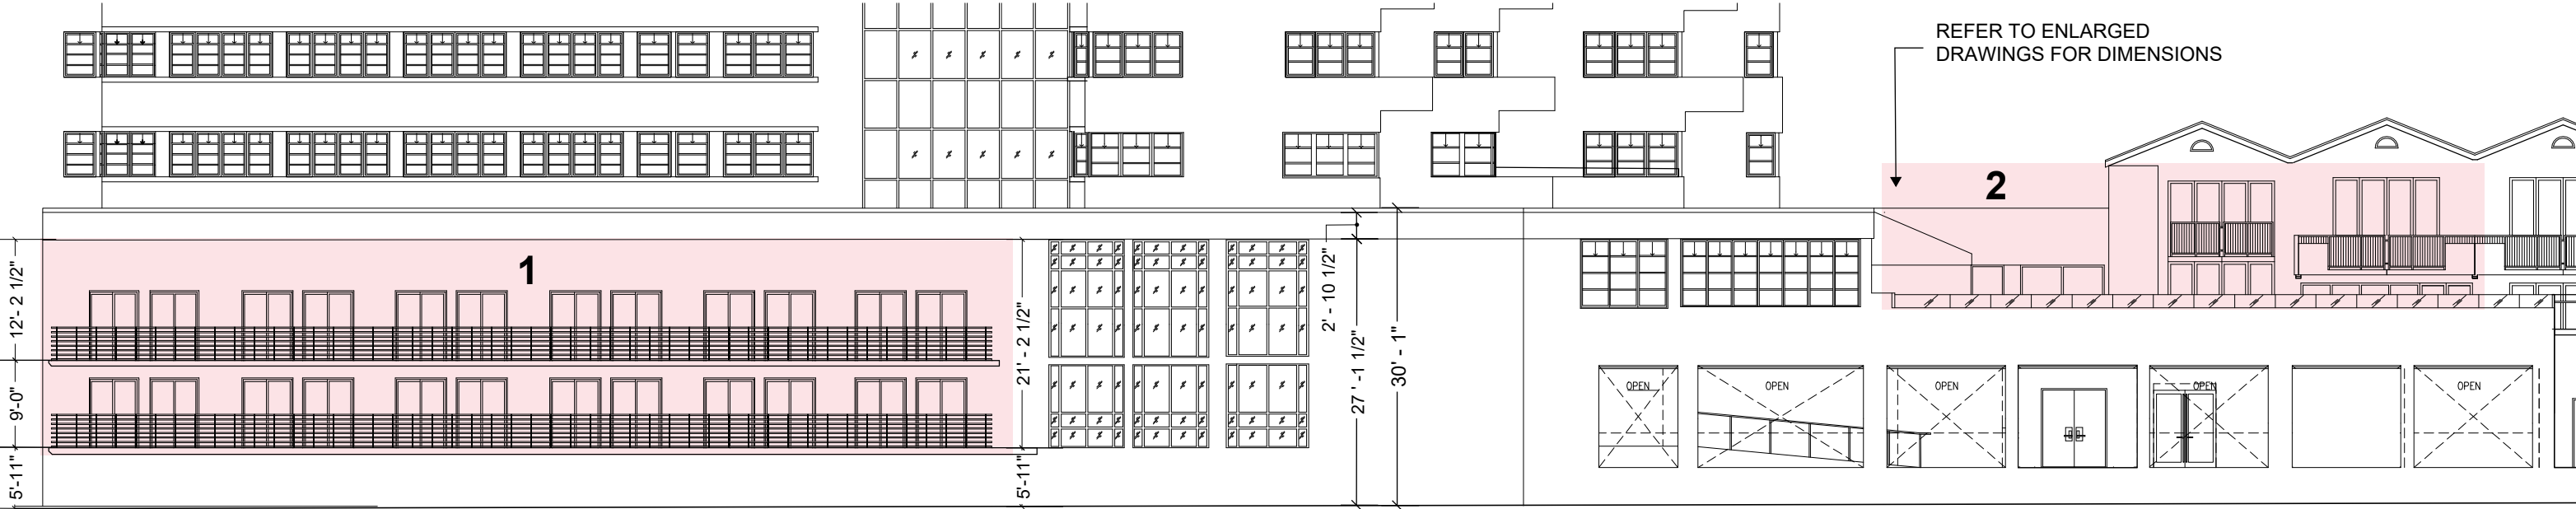 REFER TO ENLARGED
DRAWINGS FOR DIMENSIONS
1
2
12'- 2 1/2"
9'-0"
5'-11"
21' - 2 1/2"
5'-11"
2' - 10 1/2"
27 ' -1 1/2"
30' - 1"
OPEN
OPEN
OPEN
OPEN
OPEN